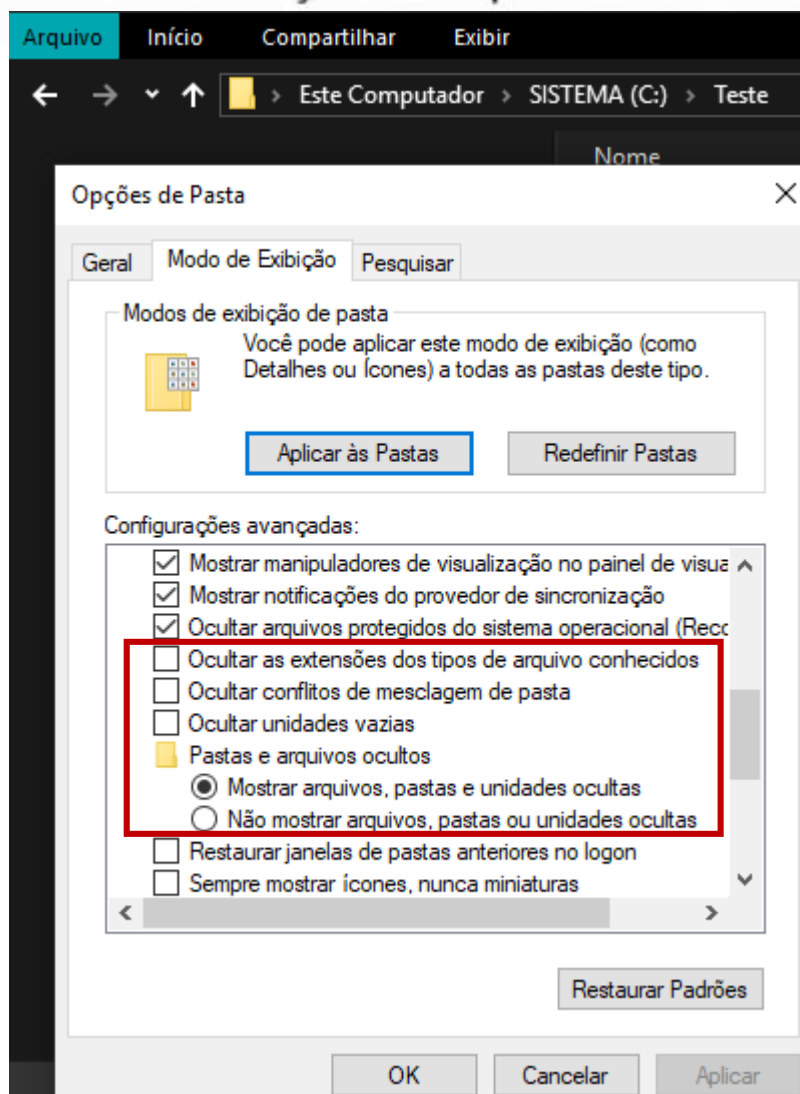 Arquivo Início Compartilhar Exibir
Este Computador > SISTEMA (C:) > Teste
Nome
Opções de Pasta
Geral Modo de Exibição Pesquisar
Modos de exibição de pasta
Você pode aplicar este modo de exibição (como
Detalhes ou Ícones) a todas as pastas deste tipo.
Aplicar às Pastas Redefinir Pastas
Configurações avançadas:
Mostrar manipuladores de visualização no painel de visua
Mostrar notificações do provedor de sincronização
Ocultar arquivos protegidos do sistema operacional (Recc
Ocultar as extensões dos tipos de arquivo conhecidos
Ocultar conflitos de mesclagem de pasta
Ocultar unidades vazias
Pastas e arquivos ocultos
Mostrar arquivos, pastas e unidades ocultas
Não mostrar arquivos, pastas ou unidades ocultas
Restaurar janelas de pastas anteriores no logon
Sempre mostrar ícones, nunca miniaturas
Restaurar Padrões
OK Cancelar Aplicar